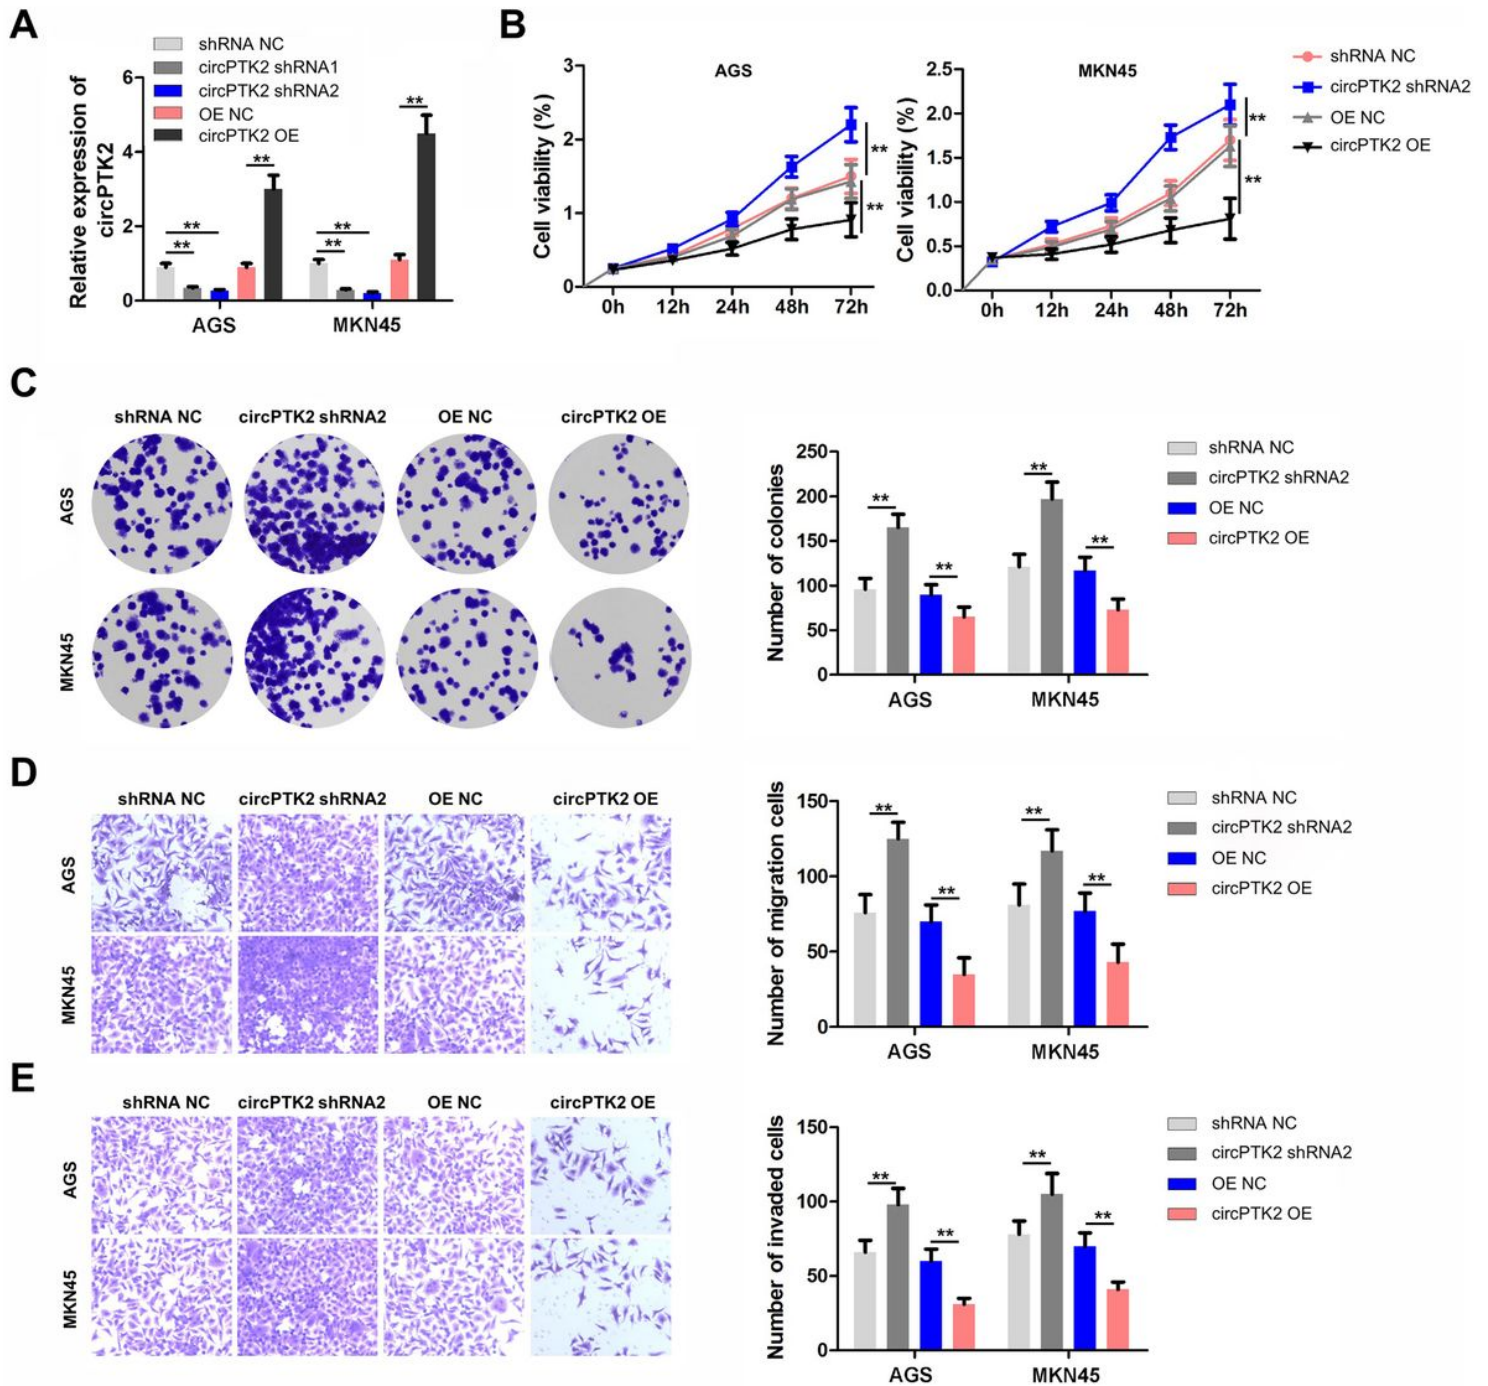 A
shRNA NC
circPTK2 shRNA1
circPTK2 shRNA2
OE NC
circPTK2 OE
Relative expression of
circPTK2
6
4
2
0
**
**
**
**
**
**
AGS
MKN45
B
AGS
Cell viability (%)
3
2
1
0
0h
12h
24h
48h
72h
**
**
MKN45
Cell viability (%)
2.5
2.0
1.5
1.0
0.5
0.0
0h
12h
24h
48h
72h
**
**
shRNA NC
circPTK2 shRNA2
OE NC
circPTK2 OE
C
shRNA NC
circPTK2 shRNA2
OE NC
circPTK2 OE
AGS
MKN45
Number of colonies
250
200
150
100
50
0
**
**
**
**
AGS
MKN45
shRNA NC
circPTK2 shRNA2
OE NC
circPTK2 OE
D
shRNA NC
circPTK2 shRNA2
OE NC
circPTK2 OE
AGS
MKN45
Number of migration cells
150
100
50
0
**
**
**
**
AGS
MKN45
shRNA NC
circPTK2 shRNA2
OE NC
circPTK2 OE
E
shRNA NC
circPTK2 shRNA2
OE NC
circPTK2 OE
AGS
MKN45
Number of invaded cells
150
100
50
0
**
**
**
**
AGS
MKN45
shRNA NC
circPTK2 shRNA2
OE NC
circPTK2 OE